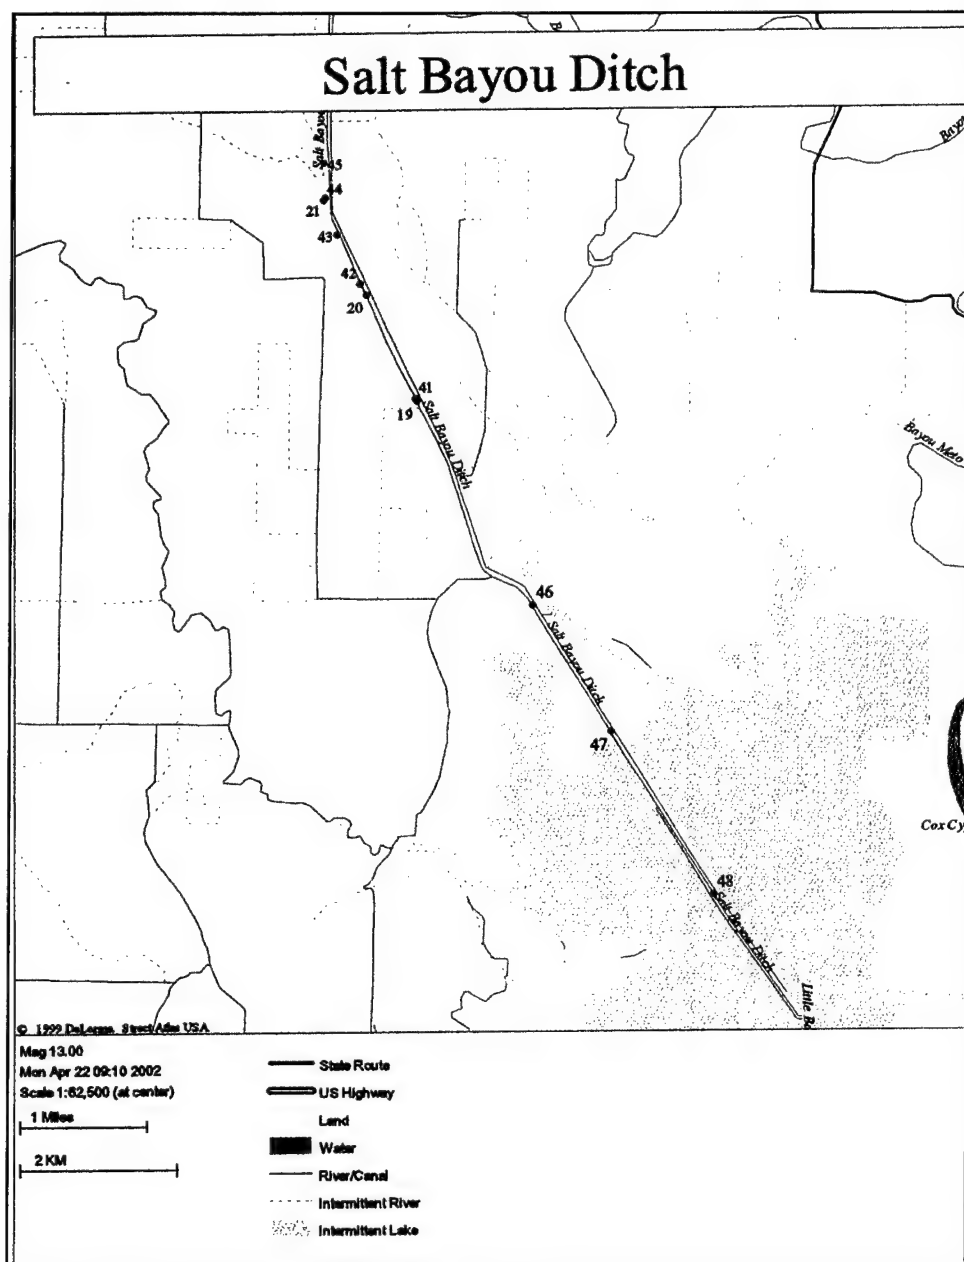 Salt Bayou Ditch
Salt Bayou
45
44
21
43
42
20
41
19
Salt Bayou Ditch
Bayou Meto
46
Salt Bayou Ditch
47
48
Salt Bayou Ditch
© 1999 DeLorme. Street Atlas USA
Mag 13.00
Mon Apr 22 09:10 2002
Scale 1:62,500 (at center)
1 Miles
2 KM
State Route
US Highway
Land
Water
River/Canal
Intermittent River
Intermittent Lake